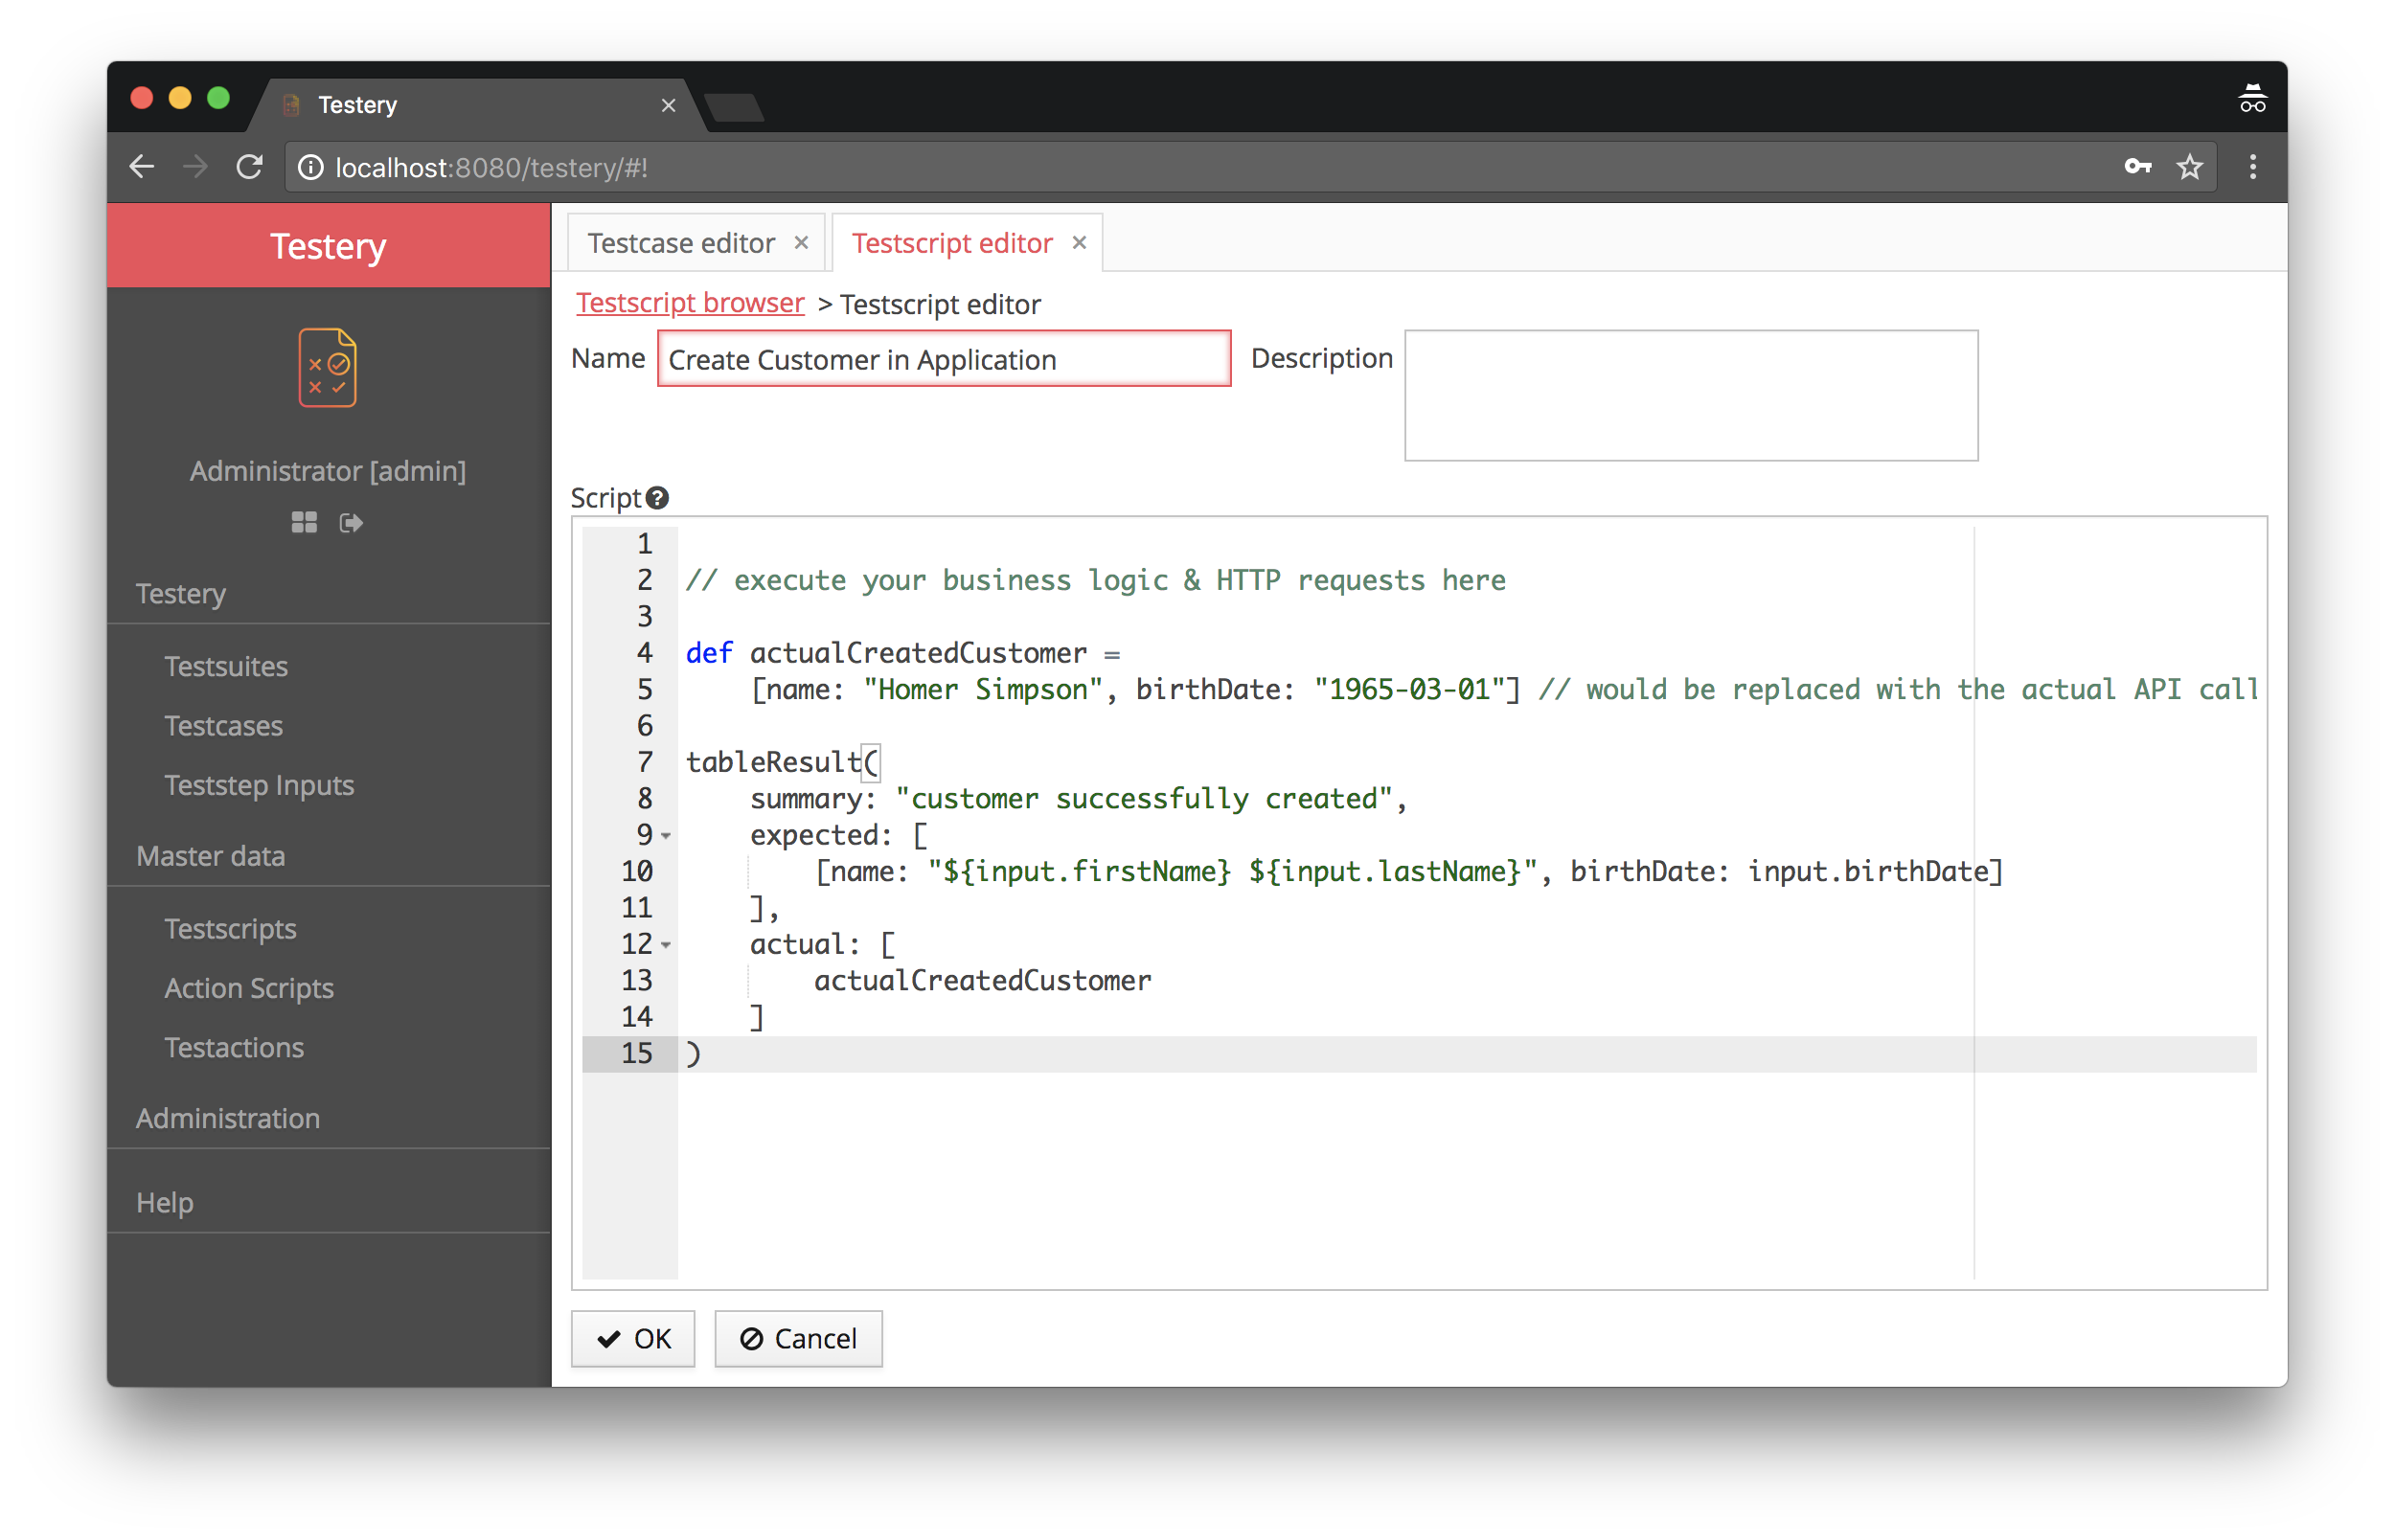 Testery
localhost:8080/testery/#!
Testery
Administrator [admin]
Testery
Testsuites
Testcases
Teststep Inputs
Master data
Testscripts
Action Scripts
Testactions
Administration
Help
Testcase editor
Testscript editor
Testscript browser > Testscript editor
Name Create Customer in Application Description
Script
1
2 // execute your business logic & HTTP requests here
3
4 def actualCreatedCustomer =
5 [name: "Homer Simpson", birthDate: "1965-03-01"] // would be replaced with the actual API call
6
7 tableResult(
8 summary: "customer successfully created",
9 expected: [
10 [name: "${input.firstName} ${input.lastName}", birthDate: input.birthDate]
11 ],
12 actual: [
13 actualCreatedCustomer
14 ]
15 )
OK Cancel